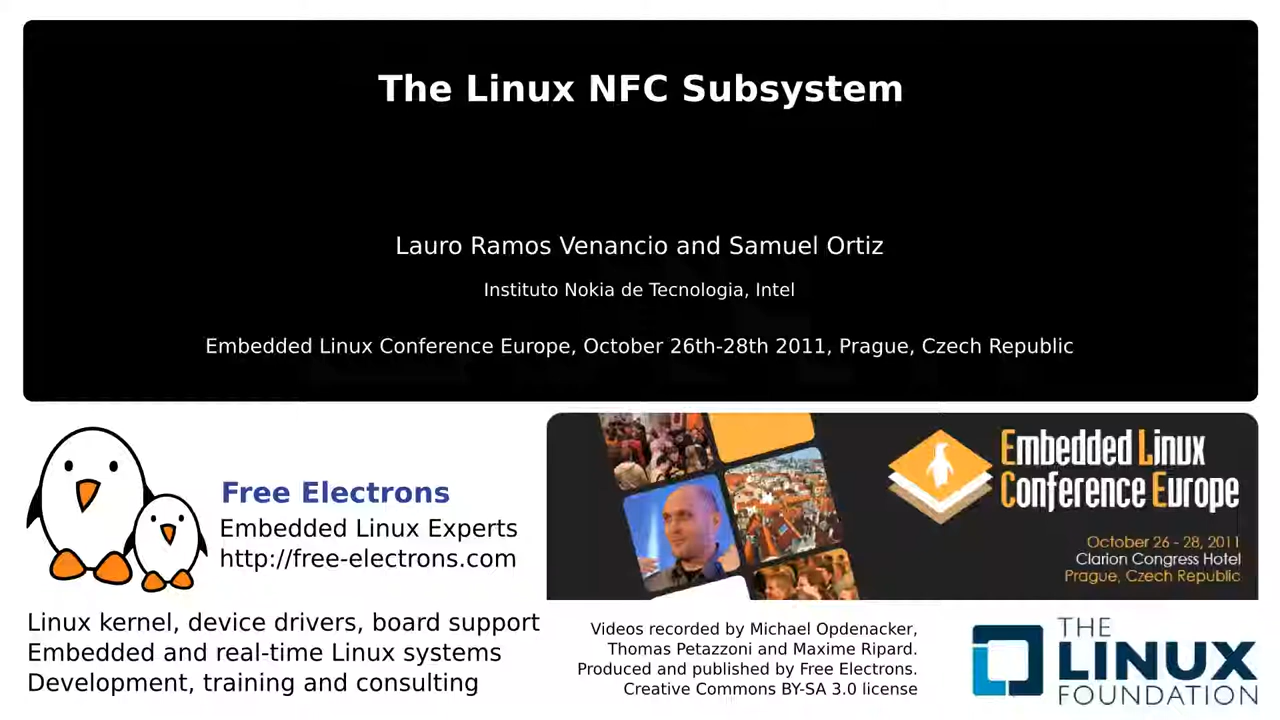 The Linux NFC Subsystem
Lauro Ramos Venancio and Samuel Ortiz
Instituto Nokia de Tecnologia, Intel
Embedded Linux Conference Europe, October 26th-28th 2011, Prague, Czech Republic
Free Electrons
Embedded Linux Experts
http://free-electrons.com
Linux kernel, device drivers, board support
Embedded and real-time Linux systems
Development, training and consulting
Embedded Linux
Conference Europe
October 26 - 28, 2011
Clarion Congress Hotel
Prague, Czech Republic
Videos recorded by Michael Opdenacker,
Thomas Petazzoni and Maxime Ripard.
Produced and published by Free Electrons.
Creative Commons BY-SA 3.0 license
THE
LINUX
FOUNDATION